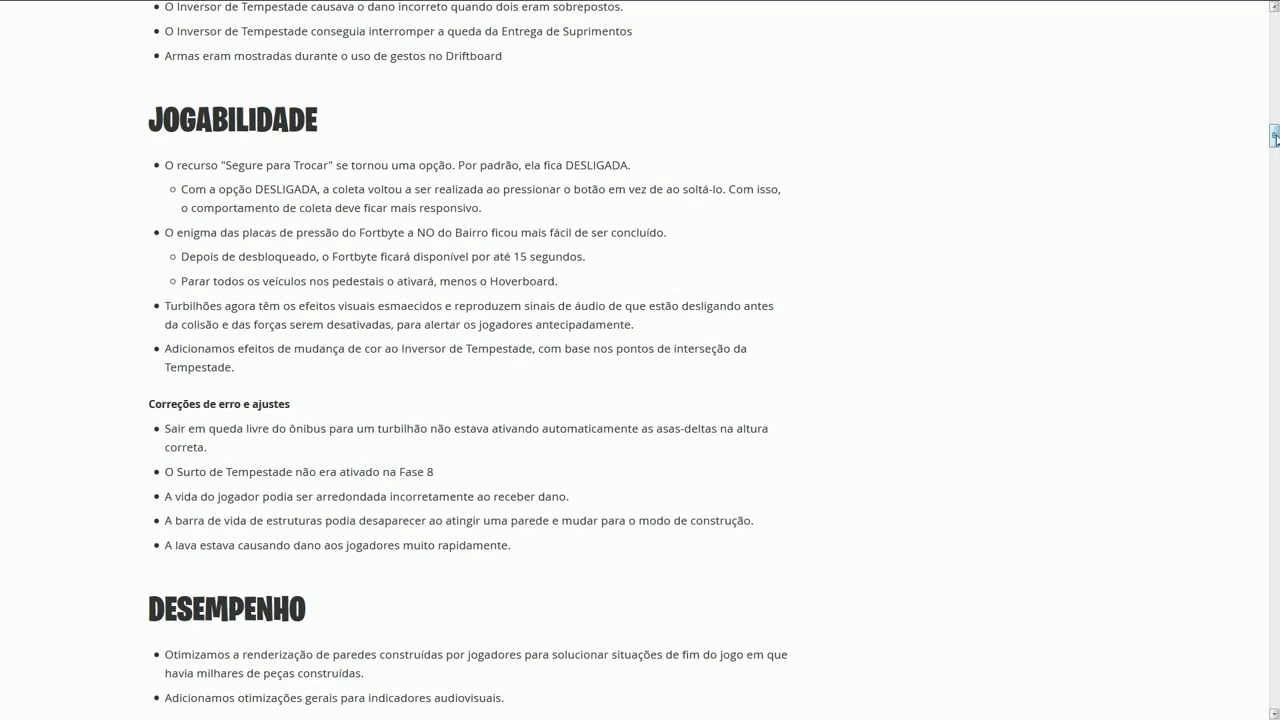 • O Inversor de Tempestade causava o dano incorreto quando dois eram sobrepostos.
• O Inversor de Tempestade conseguia interromper a queda da Entrega de Suprimentos
• Armas eram mostradas durante o uso de gestos no Driftboard
JOGABILIDADE
• O recurso "Segure para Trocar" se tornou uma opção. Por padrão, ela fica DESLIGADA.
○ Com a opção DESLIGADA, a coleta voltou a ser realizada ao pressionar o botão em vez de ao soltá-lo. Com isso,
o comportamento de coleta deve ficar mais responsivo.
• O enigma das placas de pressão do Fortbyte a NO do Bairro ficou mais fácil de ser concluído.
○ Depois de desbloqueado, o Fortbyte ficará disponível por até 15 segundos.
○ Parar todos os veículos nos pedestais o ativará, menos o Hoverboard.
• Turbilhões agora têm os efeitos visuais esmaecidos e reproduzem sinais de áudio de que estão desligando antes
da colisão e das forças serem desativadas, para alertar os jogadores antecipadamente.
• Adicionamos efeitos de mudança de cor ao Inversor de Tempestade, com base nos pontos de interseção da
Tempestade.
Correções de erro e ajustes
• Sair em queda livre do ônibus para um turbilhão não estava ativando automaticamente as asas-deltas na altura
correta.
• O Surto de Tempestade não era ativado na Fase 8
• A vida do jogador podia ser arredondada incorretamente ao receber dano.
• A barra de vida de estruturas podia desaparecer ao atingir uma parede e mudar para o modo de construção.
• A lava estava causando dano aos jogadores muito rapidamente.
DESEMPENHO
• Otimizamos a renderização de paredes construídas por jogadores para solucionar situações de fim do jogo em que
havia milhares de peças construídas.
• Adicionamos otimizações gerais para indicadores audiovisuais.